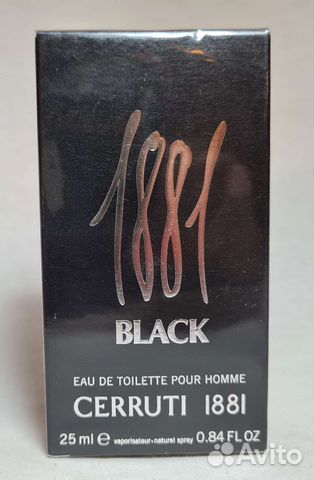 1881
BLACK
EAU DE TOILETTE POUR HOMME
CERRUTI 1881
25 ml e vaporisateur • natural spray 0.84 FL OZ
Avito